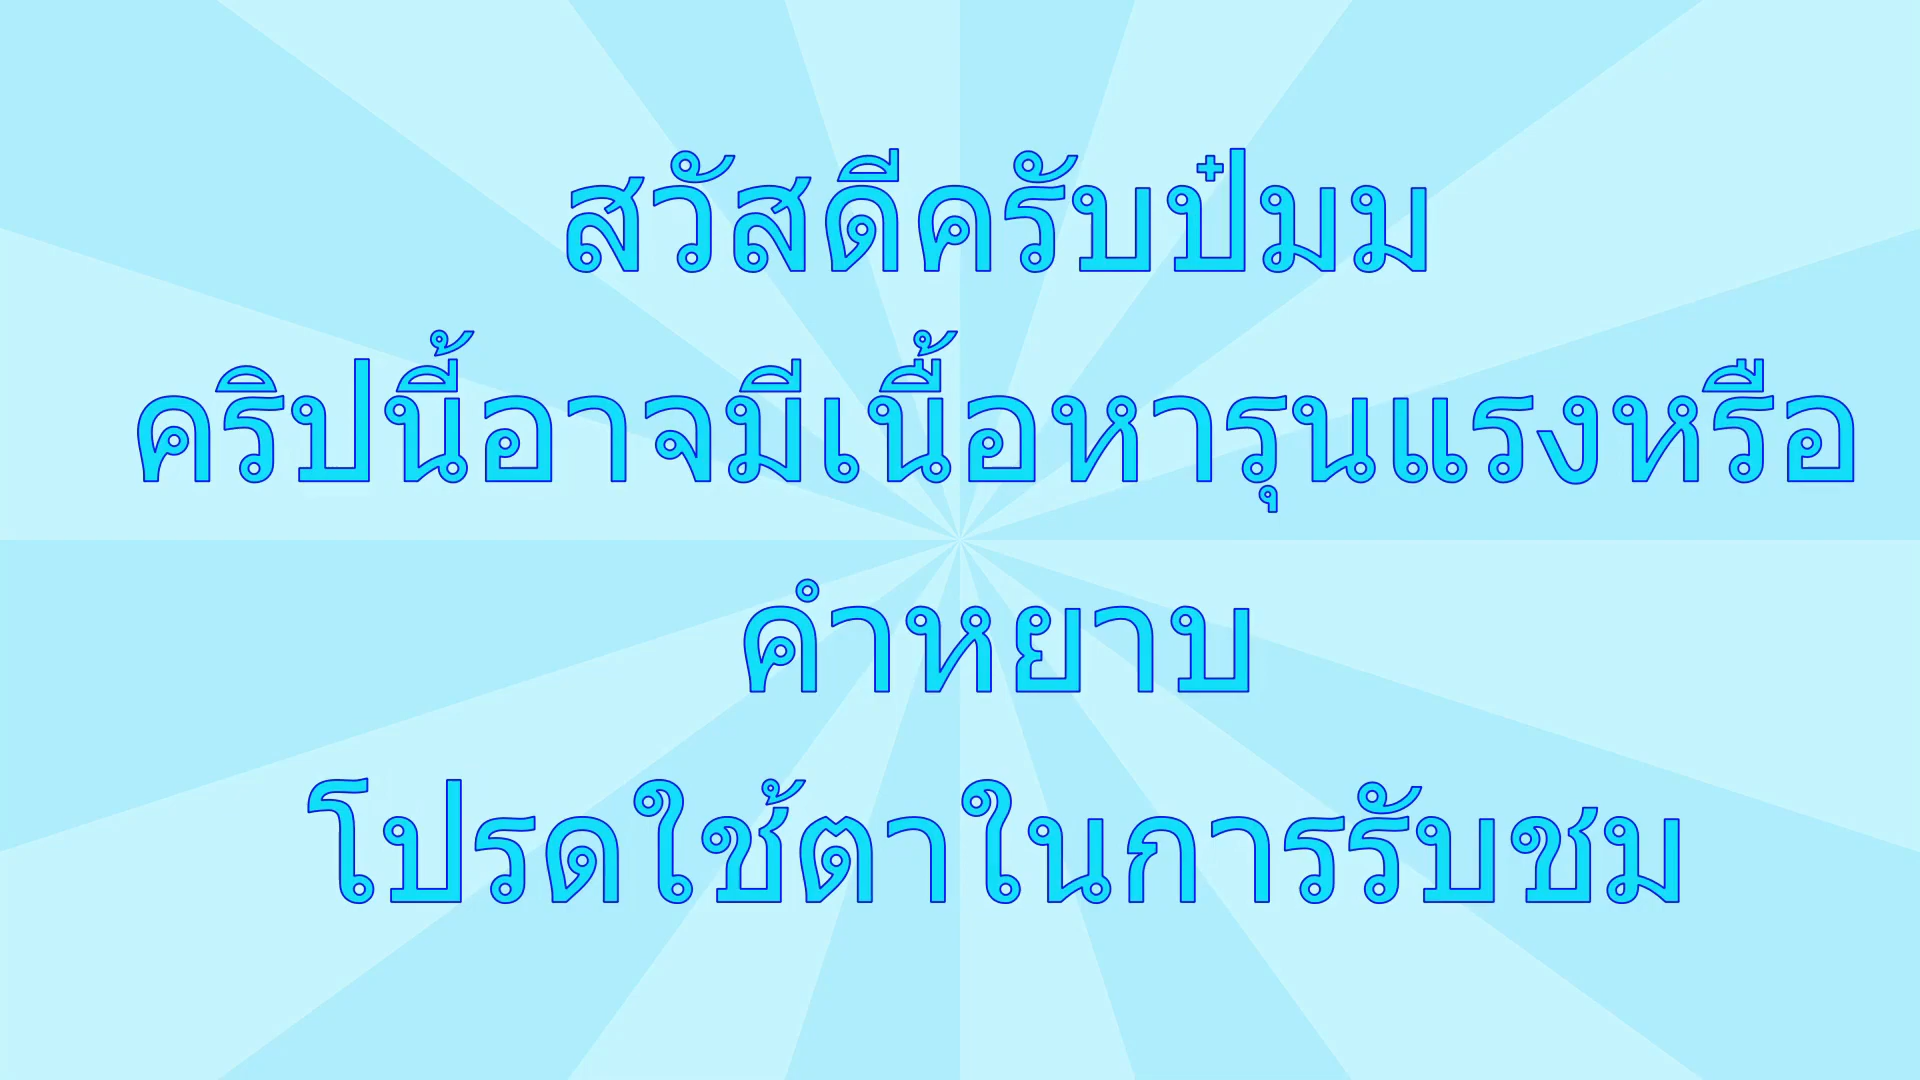 สวัสดีครับป๋มม
คริปนี้อาจมีเนื้อหารุนแรงหรือ
คำหยาบ
โปรดใช้ตาในการรับชม